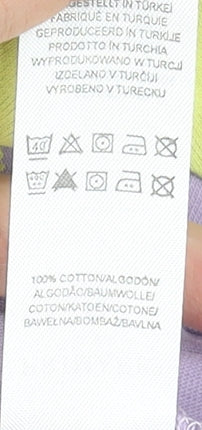 GESTELLT IN TÜRKEI
FABRIQUÉ EN TURQUIE
GEPRODUCEERD IN TURKIJE
PRODOTTO IN TURCHIA
WYPRODUKOWANO W TURCJI
IZDELANO V TURČIJI
VYROBENO V TURECKU
40
100% COTTON/ALGODÓN/
ALGODÃO/BAUMWOLLE/
COTON/KATOEN/COTONE/
BAWEŁNA/BOMBAŽ/BAVLNA